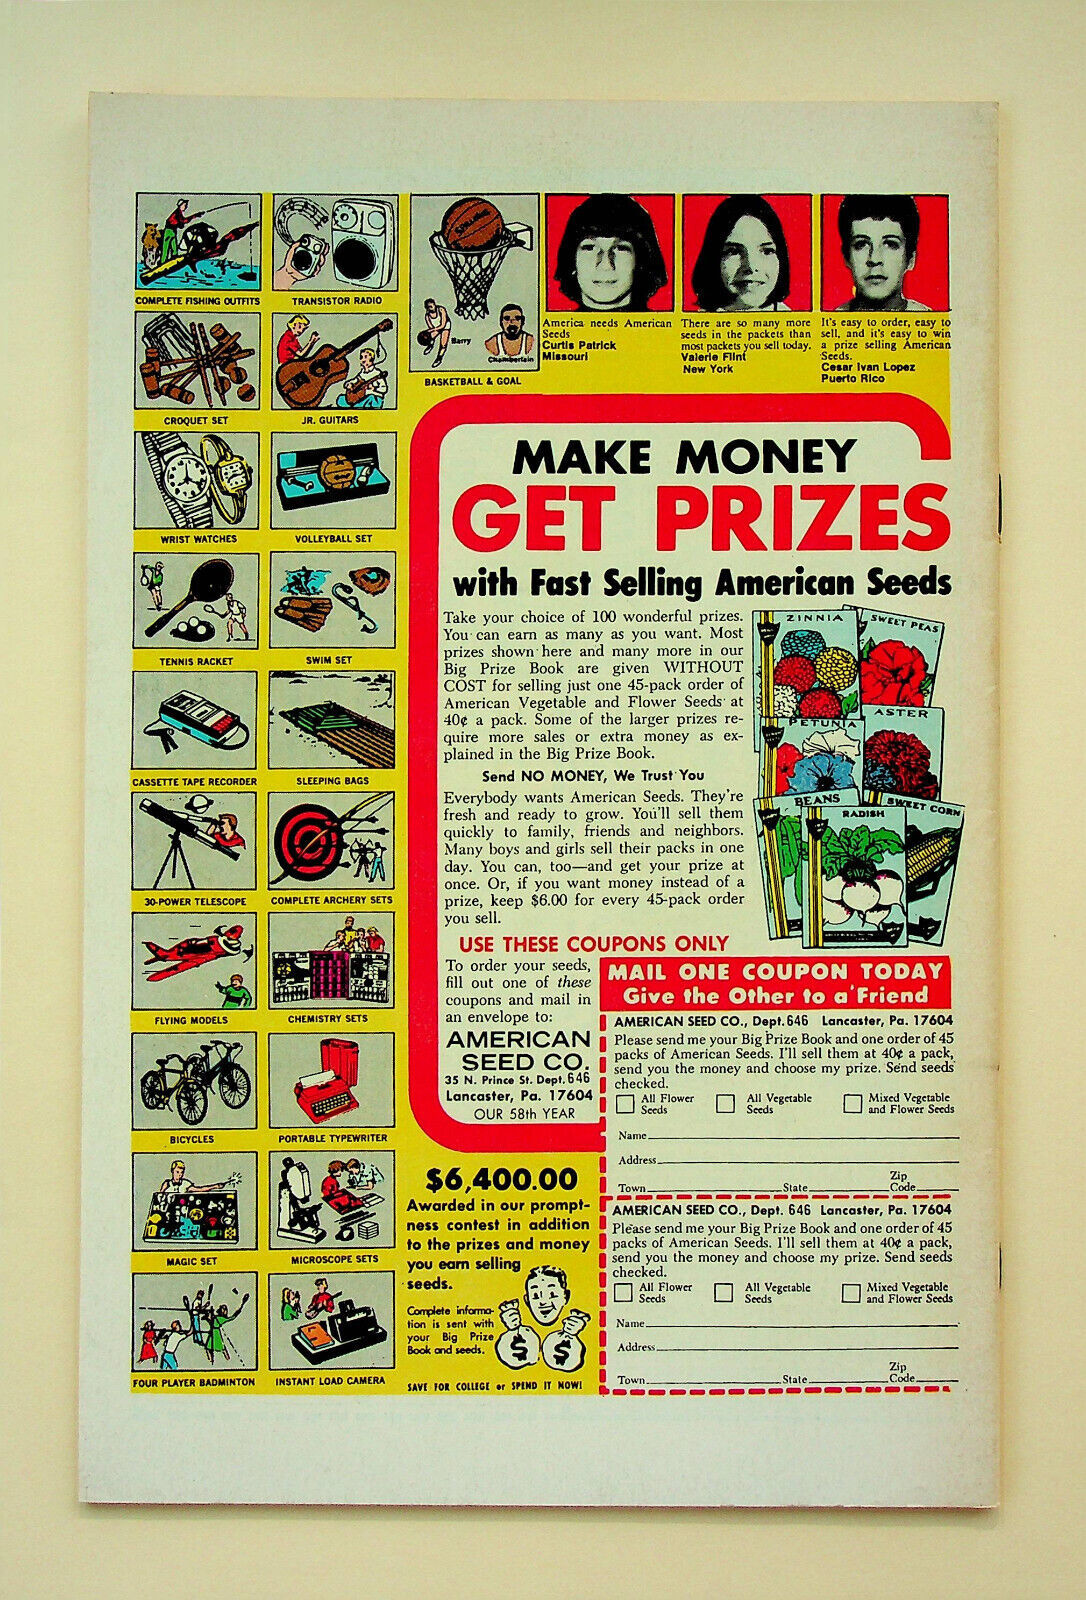 COMPLETE FISHING OUTFITS
TRANSISTOR RADIO
CROQUET SET
JR. GUITARS
WRIST WATCHES
VOLLEYBALL SET
TENNIS RACKET
SWIM SET
CASSETTE TAPE RECORDER
SLEEPING BAGS
30-POWER TELESCOPE
COMPLETE ARCHERY SETS
FLYING MODELS
CHEMISTRY SETS
BICYCLES
PORTABLE TYPEWRITER
MAGIC SET
MICROSCOPE SETS
FOUR PLAYER BADMINTON
INSTANT LOAD CAMERA
Barry
Chamberlain
BASKETBALL & GOAL
America needs American
Seeds
Curtis Patrick
Missouri
There are so many more
seeds in the packets than
most packets you sell today.
Valerie Flint
New York
It's easy to order, easy to
sell, and it's easy to win
a prize selling American
Seeds.
Cesar Ivan Lopez
Puerto Rico
MAKE MONEY
GET PRIZES
with Fast Selling American Seeds
Take your choice of 100 wonderful prizes.
You can earn as many as you want. Most
prizes shown here and many more in our
Big Prize Book are given WITHOUT
COST for selling just one 45-pack order of
American Vegetable and Flower Seeds at
40¢ a pack. Some of the larger prizes re-
quire more sales or extra money as ex-
plained in the Big Prize Book.
Send NO MONEY, We Trust You
Everybody wants American Seeds. They're
fresh and ready to grow. You'll sell them
quickly to family, friends and neighbors.
Many boys and girls sell their packs in one
day. You can, too—and get your prize at
once. Or, if you want money instead of a
prize, keep $6.00 for every 45-pack order
you sell.
ZINNIA
SWEET PEAS
PETUNIA
ASTER
BEANS
SWEET CORN
RADISH
USE THESE COUPONS ONLY
To order your seeds,
fill out one of these
coupons and mail in
an envelope to:
AMERICAN
SEED CO.
35 N. Prince St. Dept. 646
Lancaster, Pa. 17604
OUR 58th YEAR
MAIL ONE COUPON TODAY
Give the Other to a Friend
AMERICAN SEED CO., Dept. 646 Lancaster, Pa. 17604
Please send me your Big Prize Book and one order of 45
packs of American Seeds. I'll sell them at 40¢ a pack,
send you the money and choose my prize. Send seeds
checked.
All Flower Seeds All Vegetable Seeds Mixed Vegetable and Flower Seeds
Name
Address
Town State Zip Code
AMERICAN SEED CO., Dept. 646 Lancaster, Pa. 17604
Please send me your Big Prize Book and one order of 45
packs of American Seeds. I'll sell them at 40¢ a pack,
send you the money and choose my prize. Send seeds
checked.
All Flower Seeds All Vegetable Seeds Mixed Vegetable and Flower Seeds
Name
Address
Town State Zip Code
$6,400.00
Awarded in our prompt-
ness contest in addition
to the prizes and money
you earn selling
seeds.
Complete informa-
tion is sent with
your Big Prize
Book and seeds.
$ $
SAVE FOR COLLEGE or SPEND IT NOW!